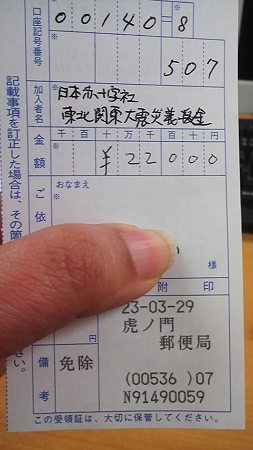 口座記号番号
※
00140-8
507
加入者名
※
日本赤十字社
東北関東大震災義援金
金額
千 百 十 万 千 百 十 円
※
¥22000
ご依
※
おなまえ
様
附 印
円
備考
免除
23-03-29
虎ノ門
郵便局
(00536 )07
N91490059
この受領証は、大切に保管してください。
記載事項を訂正した場合は、その箇
さい。